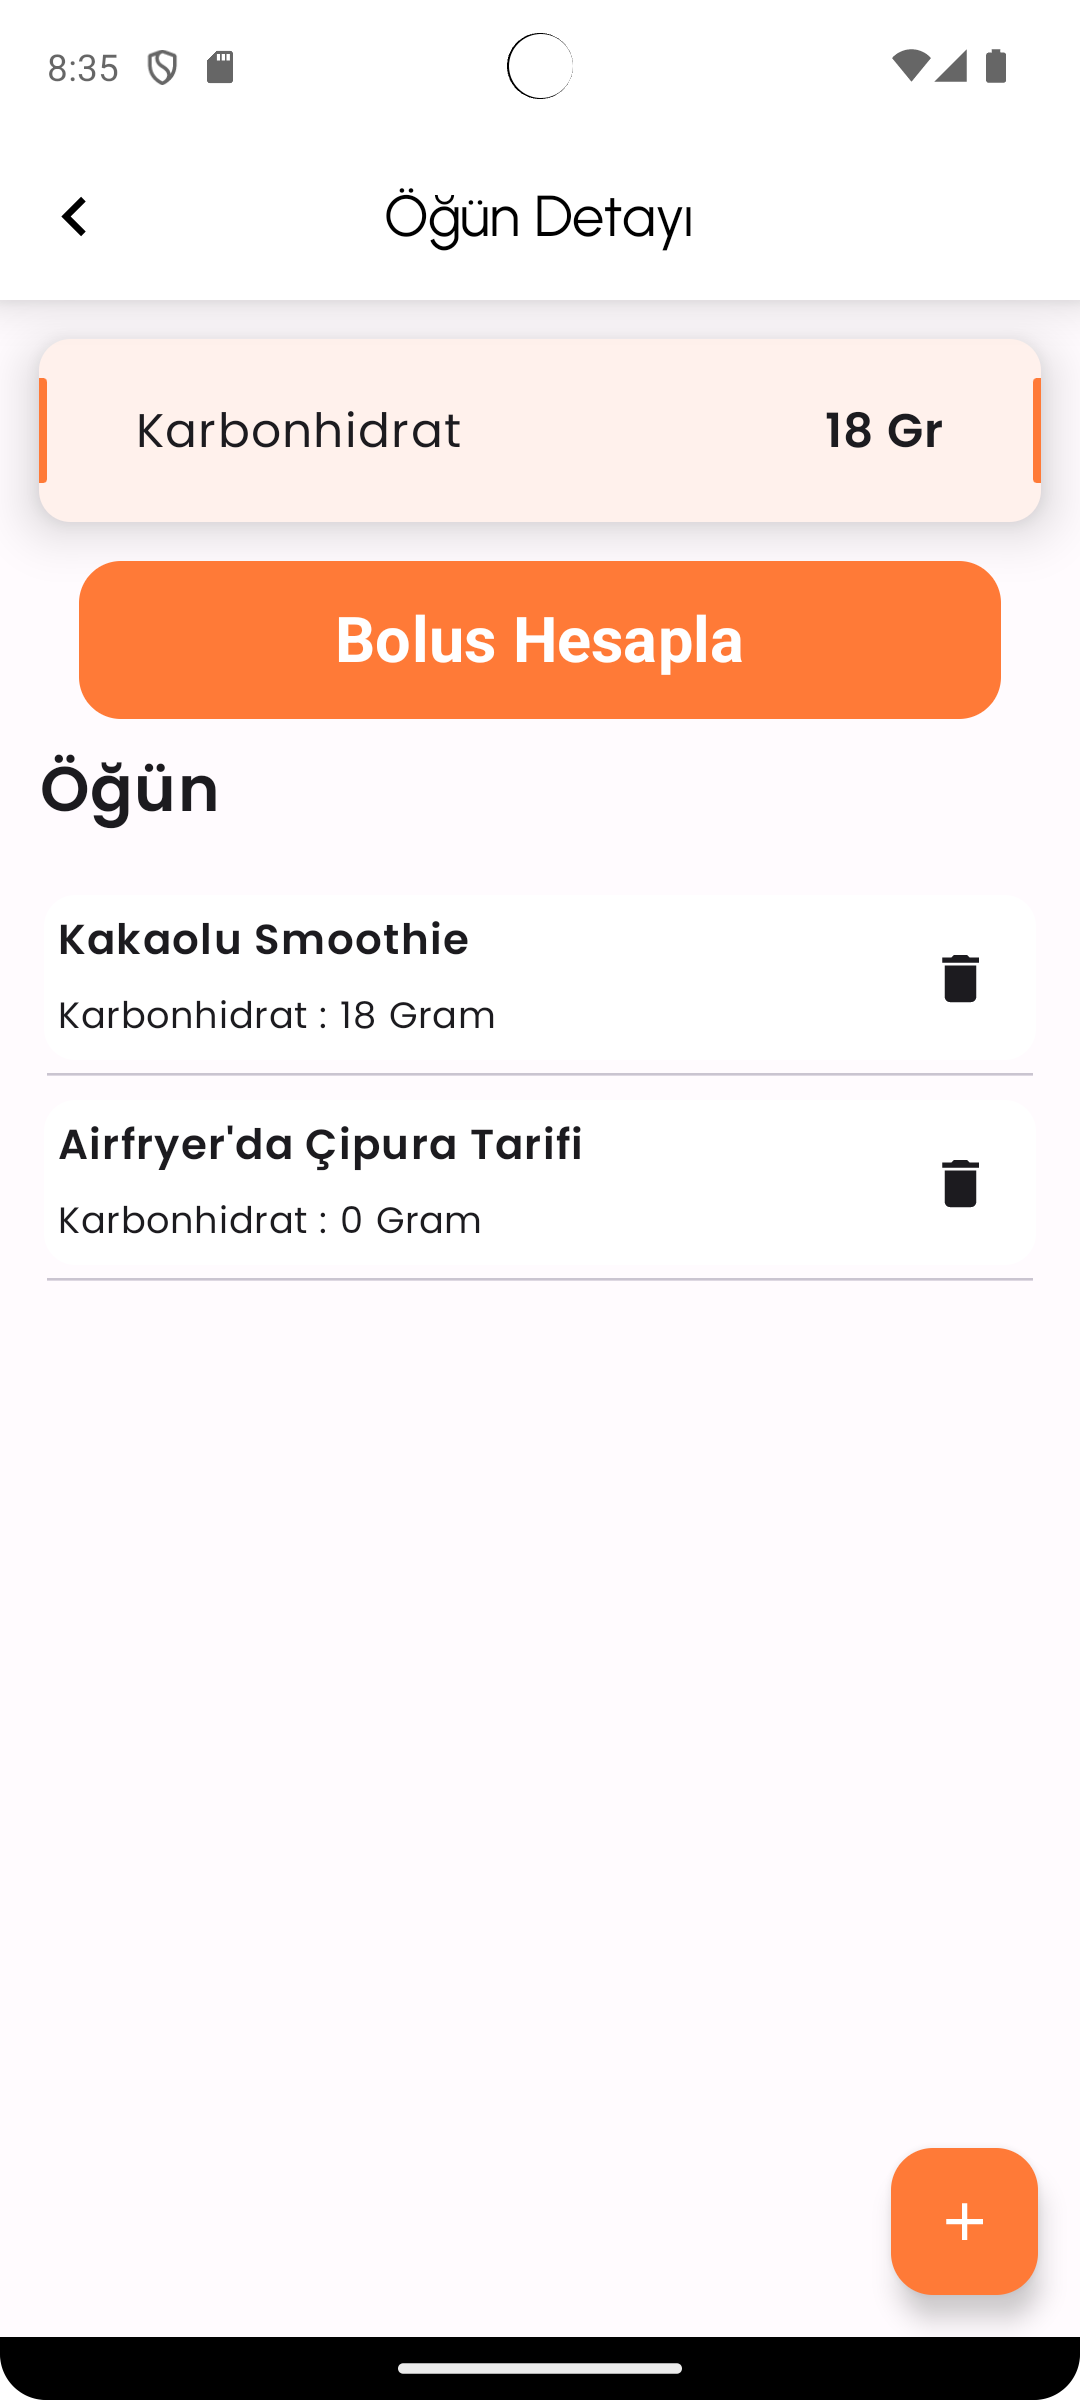 8:35
Öğün Detayı
Karbonhidrat 18 Gr
Bolus Hesapla
Öğün
Kakaolu Smoothie
Karbonhidrat : 18 Gram
Airfryer'da Çipura Tarifi
Karbonhidrat : 0 Gram